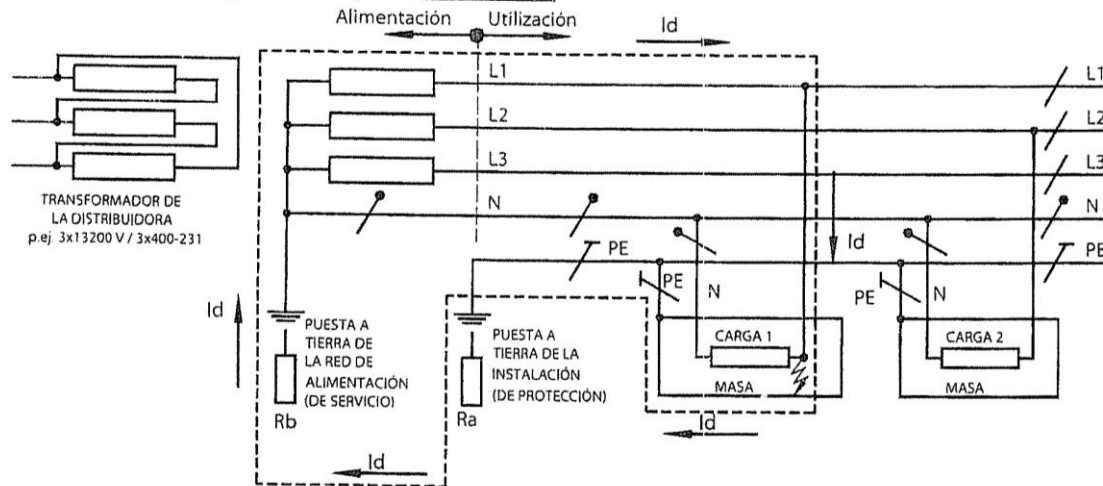 Alimentación
Utilización
Id
L1
L1
L2
L2
L3
L3
TRANSFORMADOR DE
LA DISTRIBUIDORA
p.ej. 3x13200 V / 3x400-231
N
N
Id
PE
PE
PE
N
PE
N
Id
PUESTA A
TIERRA DE
LA RED DE
ALIMENTACIÓN
(DE SERVICIO)
Rb
PUESTA A
TIERRA DE LA
INSTALACIÓN
(DE PROTECCIÓN)
Ra
CARGA 1
MASA
CARGA 2
MASA
Id
Id